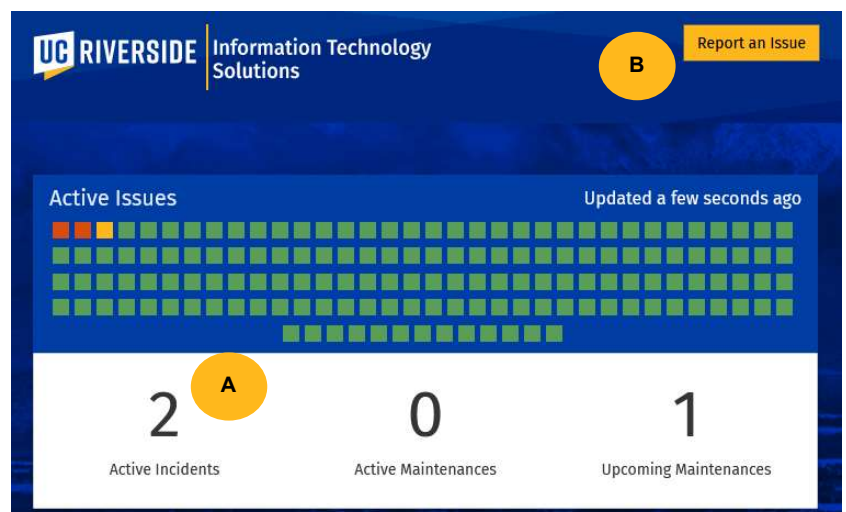 UC RIVERSIDE
Information Technology
Solutions
B
Report an Issue
Active Issues
Updated a few seconds ago
A
2
0
1
Active Incidents
Active Maintenances
Upcoming Maintenances